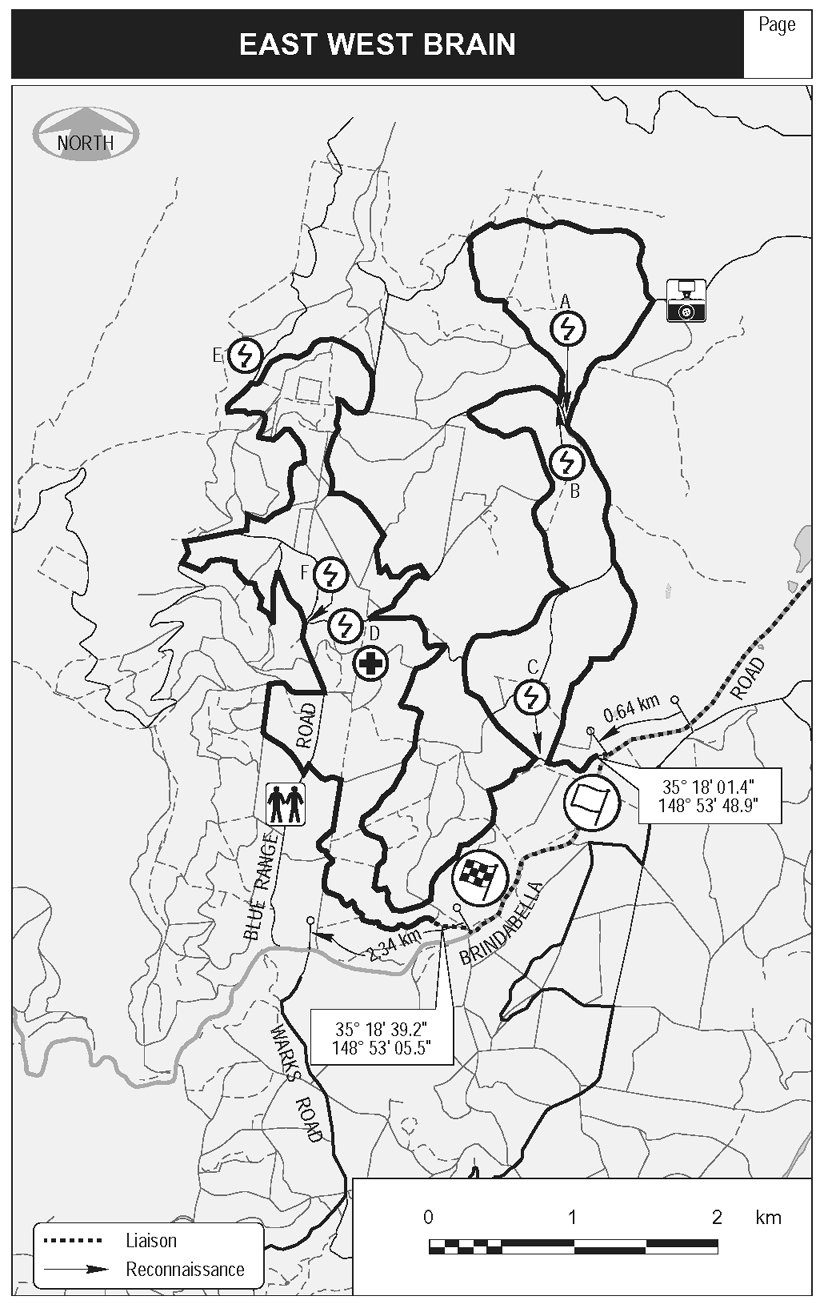 EAST WEST BRAIN
Page
NORTH
A
E
B
F
D
C
ROAD
0.64 km
ROAD
35° 18' 01.4"
148° 53' 48.9"
BLUE RANGE
BRINDABELLA
2.34 km
35° 18' 39.2"
148° 53' 05.5"
WARKS ROAD
0 1 2 km
Liaison
Reconnaissance